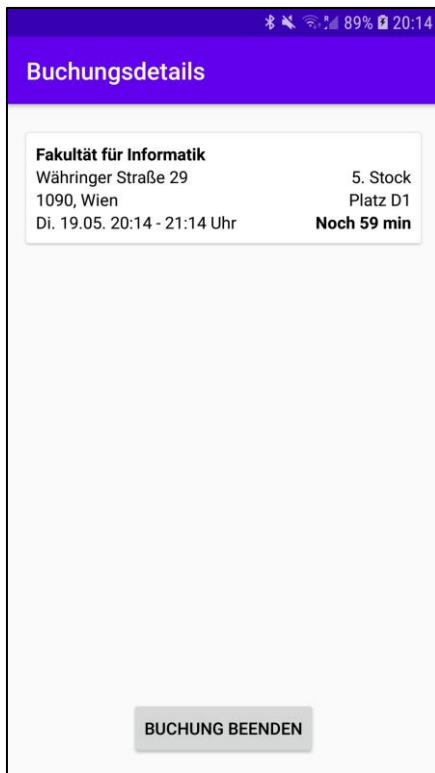 89% 20:14
Buchungsdetails
Fakultät für Informatik
Währinger Straße 29 5. Stock
1090, Wien Platz D1
Di. 19.05. 20:14 - 21:14 Uhr Noch 59 min
BUCHUNG BEENDEN